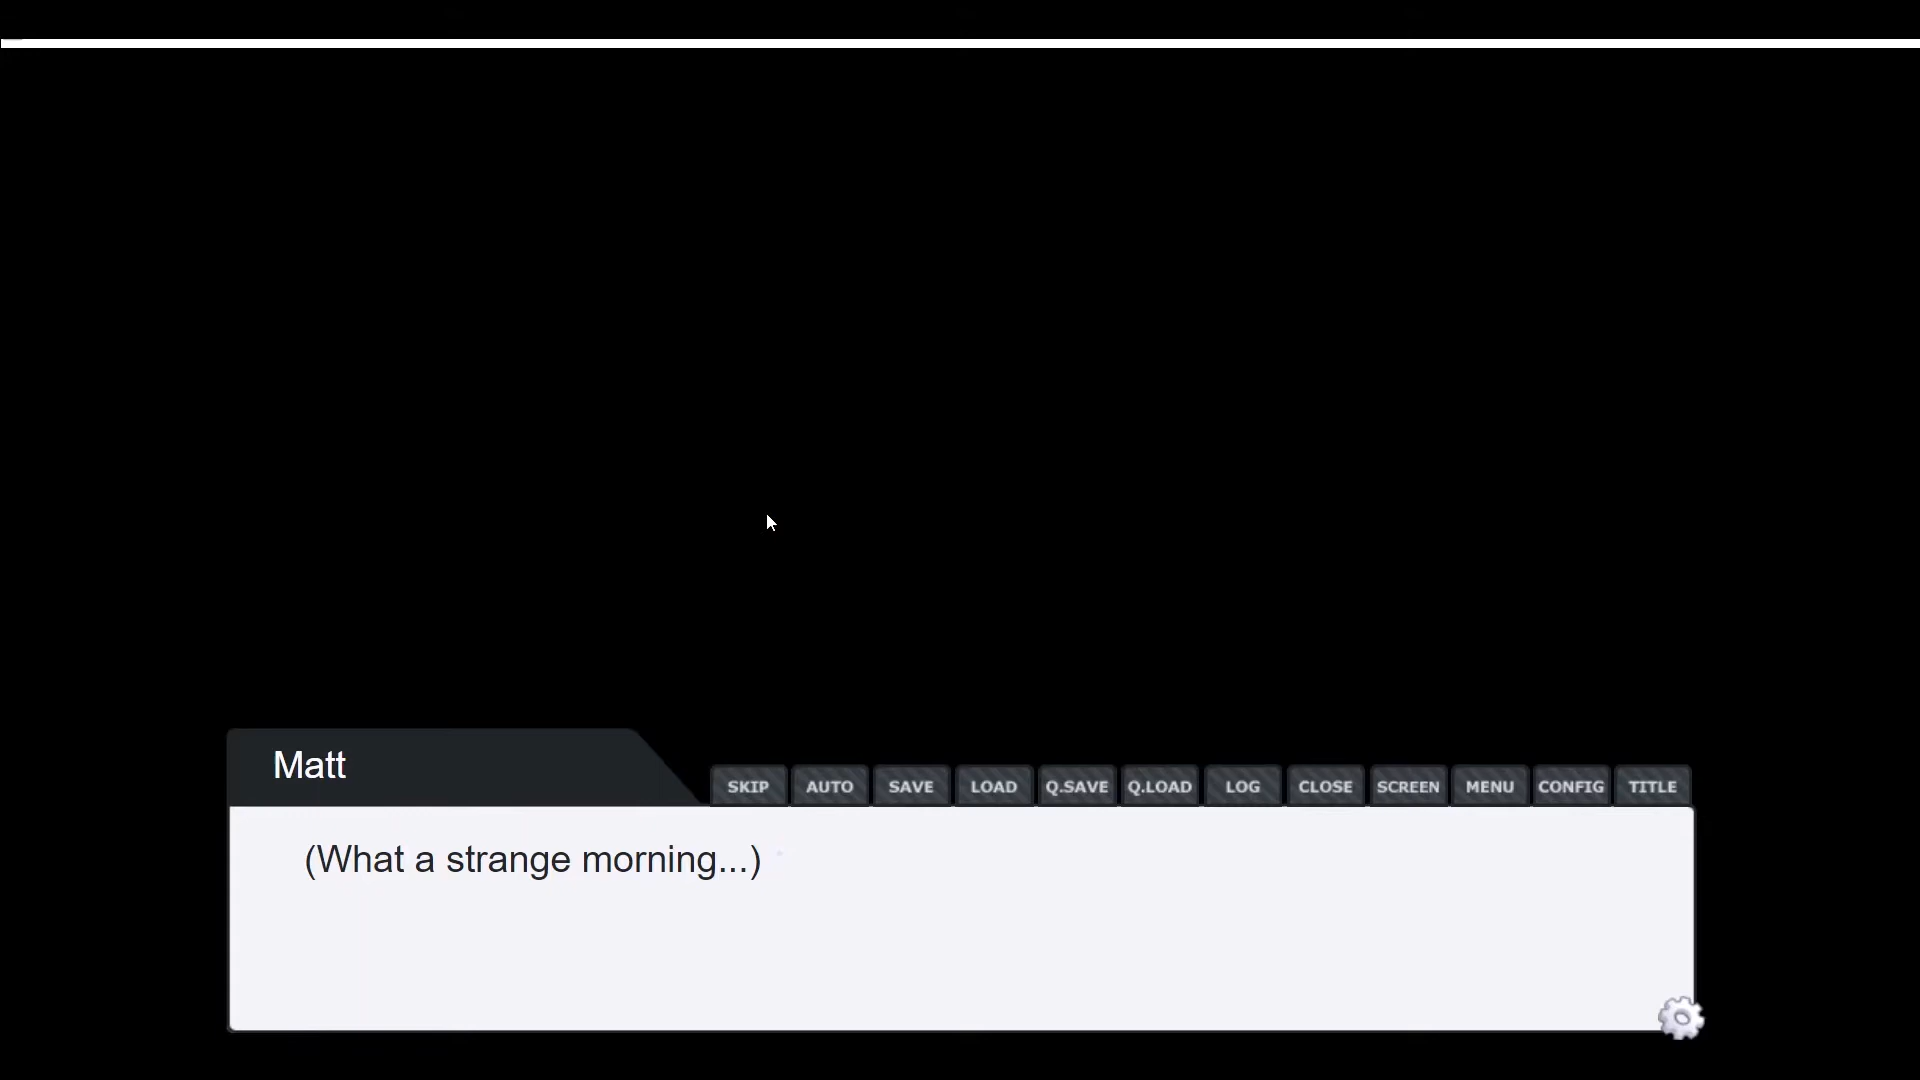 Matt
SKIP AUTO SAVE LOAD Q.SAVE Q.LOAD LOG CLOSE SCREEN MENU CONFIG TITLE
(What a strange morning...)